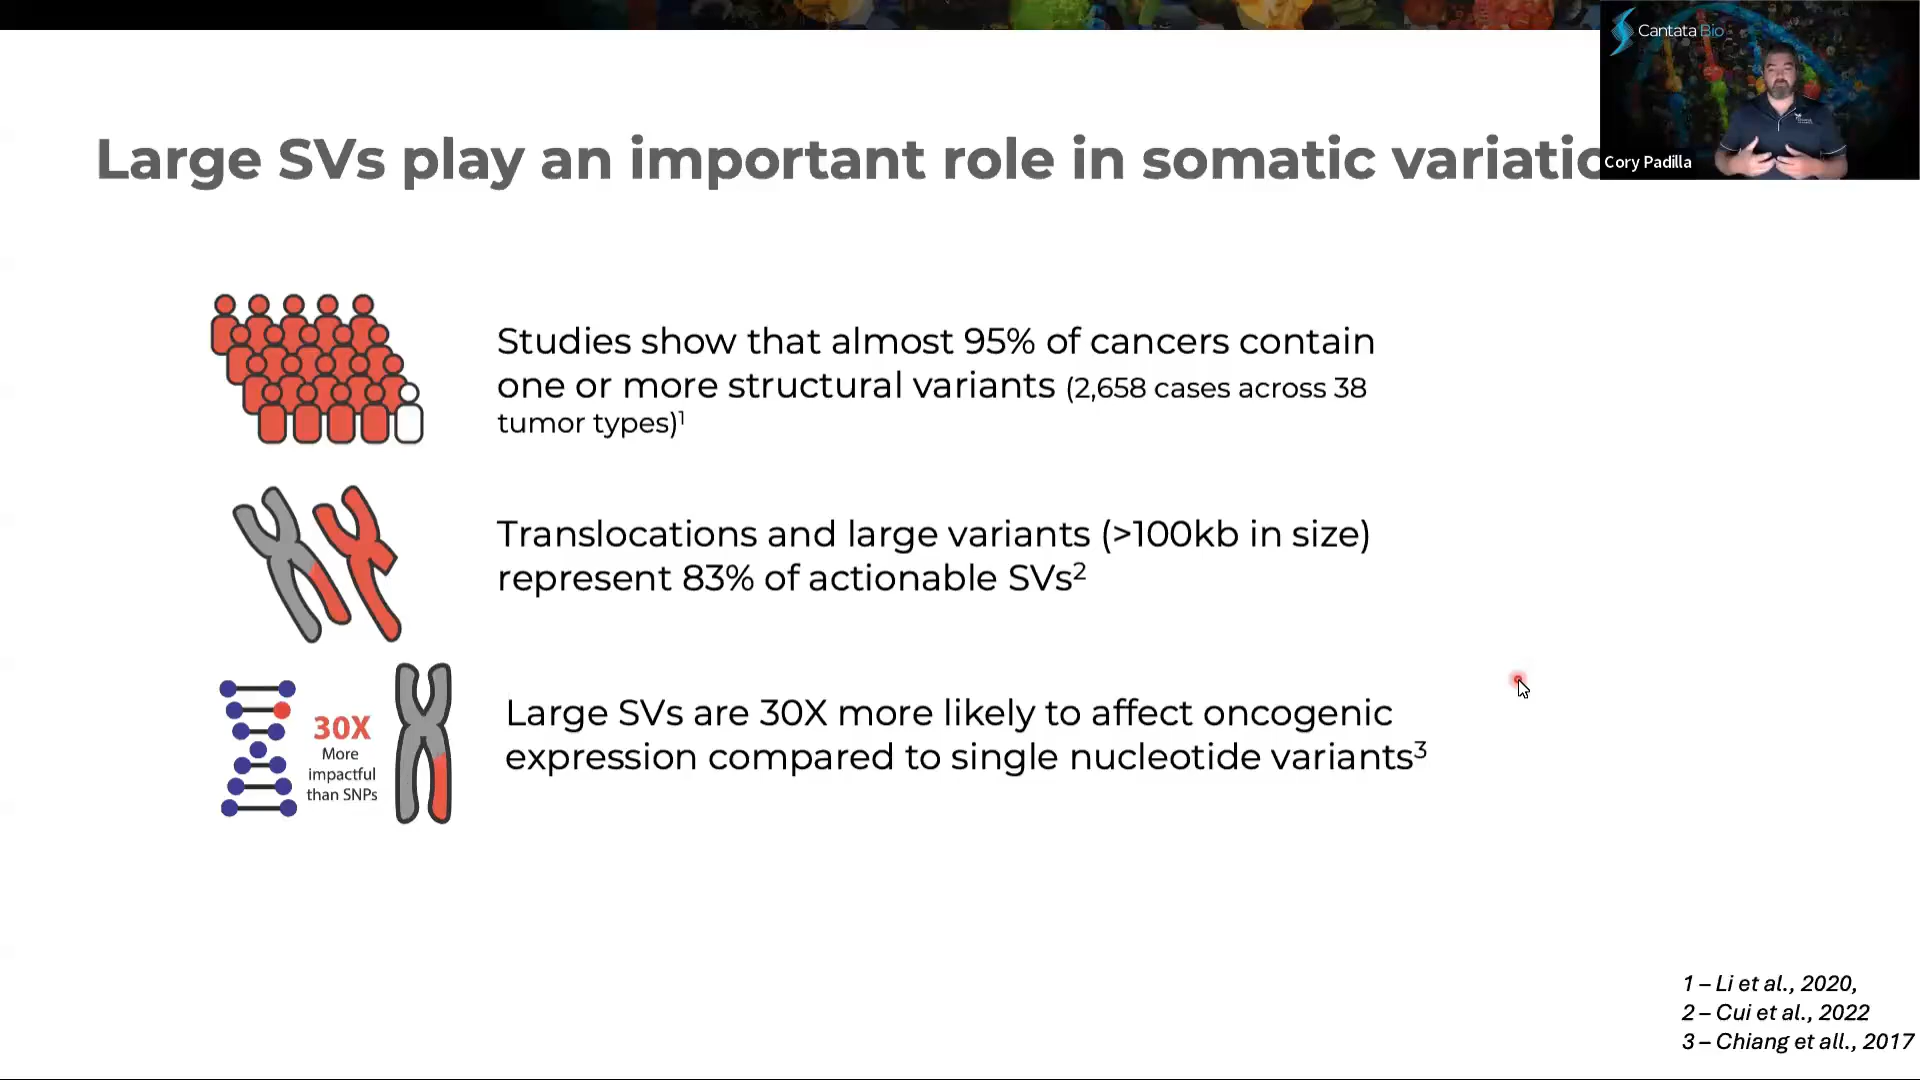 Cantata Bio
Large SVs play an important role in somatic variatio
Cory Padilla
Studies show that almost 95% of cancers contain
one or more structural variants (2,658 cases across 38
tumor types)¹
Translocations and large variants (>100kb in size)
represent 83% of actionable SVs²
30X
More
impactful
than SNPs
Large SVs are 30X more likely to affect oncogenic
expression compared to single nucleotide variants³
1 – Li et al., 2020,
2 – Cui et al., 2022
3 – Chiang et all., 2017